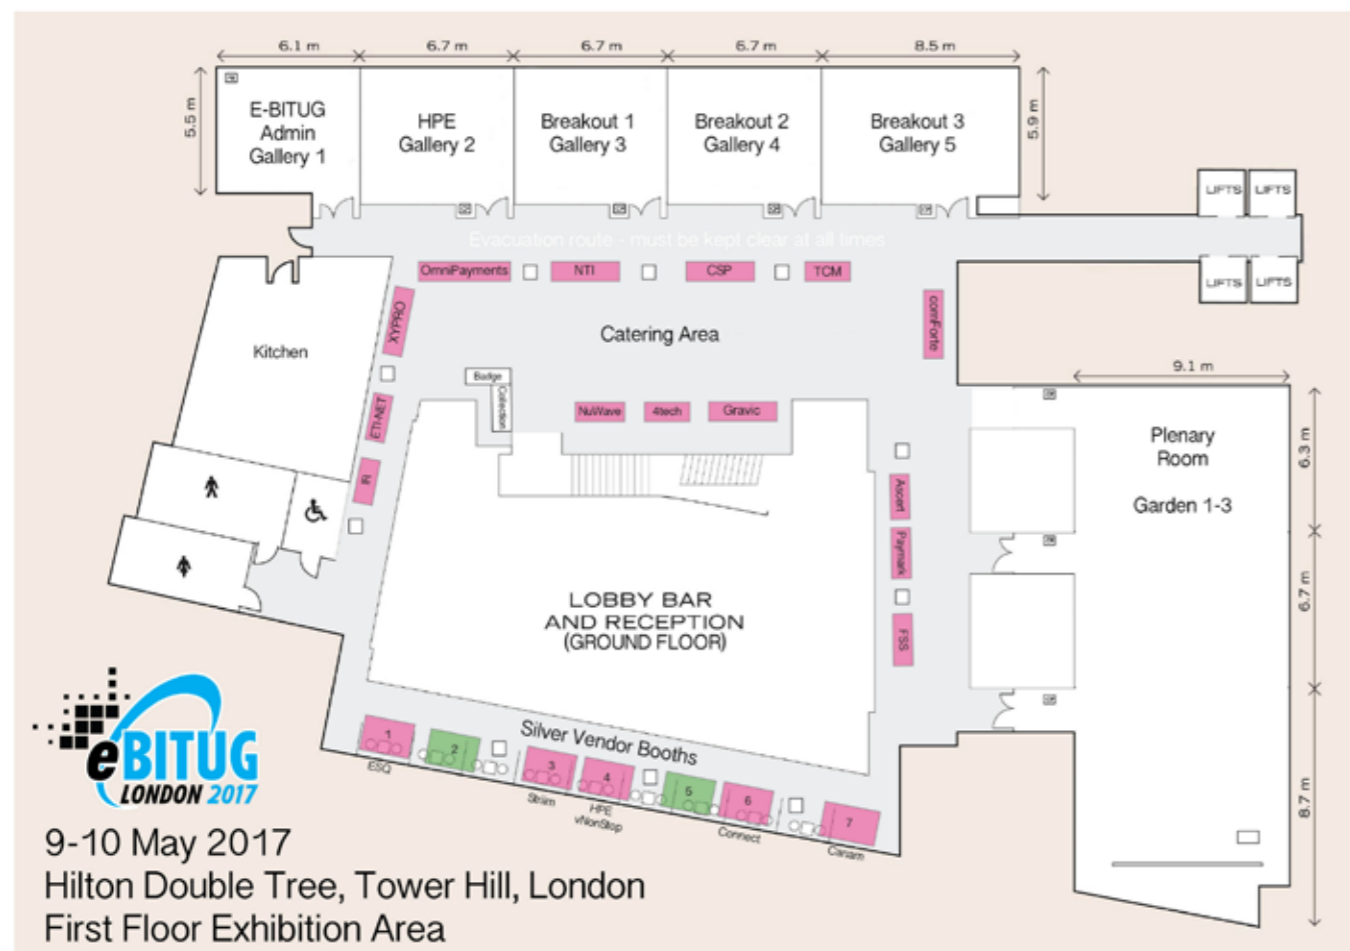 6.1 m
6.7 m
6.7 m
6.7 m
8.5 m
5.5 m
5.9 m
E-BITUG
Admin
Gallery 1
HPE
Gallery 2
Breakout 1
Gallery 3
Breakout 2
Gallery 4
Breakout 3
Gallery 5
LIFTS
LIFTS
Evacuation route - must be kept clear at all times
OmniPayments
NTI
CSP
TCM
LIFTS
LIFTS
XYPRO
comForte
Catering Area
Kitchen
9.1 m
Badge
Collection
ETI-NET
NuWave
4tech
Gravic
Plenary
Room
Garden 1-3
6.3 m
IR
Ascert
Paymark
FSS
6.7 m
LOBBY BAR
AND RECEPTION
(GROUND FLOOR)
8.7 m
Silver Vendor Booths
1
2
3
4
5
6
7
ESQ
Striim
HPE
vNonStop
Connect
Canam
eBITUG
LONDON 2017
9-10 May 2017
Hilton Double Tree, Tower Hill, London
First Floor Exhibition Area